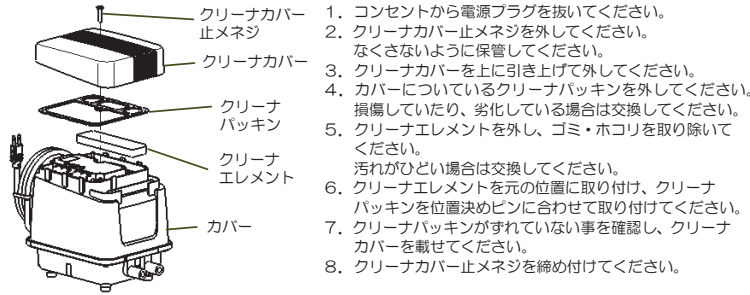 クリーナカバー
止メネジ
クリーナカバー
クリーナ
パッキン
クリーナ
エレメント
カバー
1. コンセントから電源プラグを抜いてください。
2. クリーナカバー止メネジを外してください。
なくさないように保管してください。
3. クリーナカバーを上に引き上げて外してください。
4. カバーについているクリーナパッキンを外してください。
損傷していたり、劣化している場合は交換してください。
5. クリーナエレメントを外し、ゴミ・ホコリを取り除いて
ください。
汚れがひどい場合は交換してください。
6. クリーナエレメントを元の位置に取り付け、クリーナ
パッキンを位置決めピンに合わせて取り付けてください。
7. クリーナパッキンがずれていない事を確認し、クリーナ
カバーを載せてください。
8. クリーナカバー止メネジを締め付けてください。